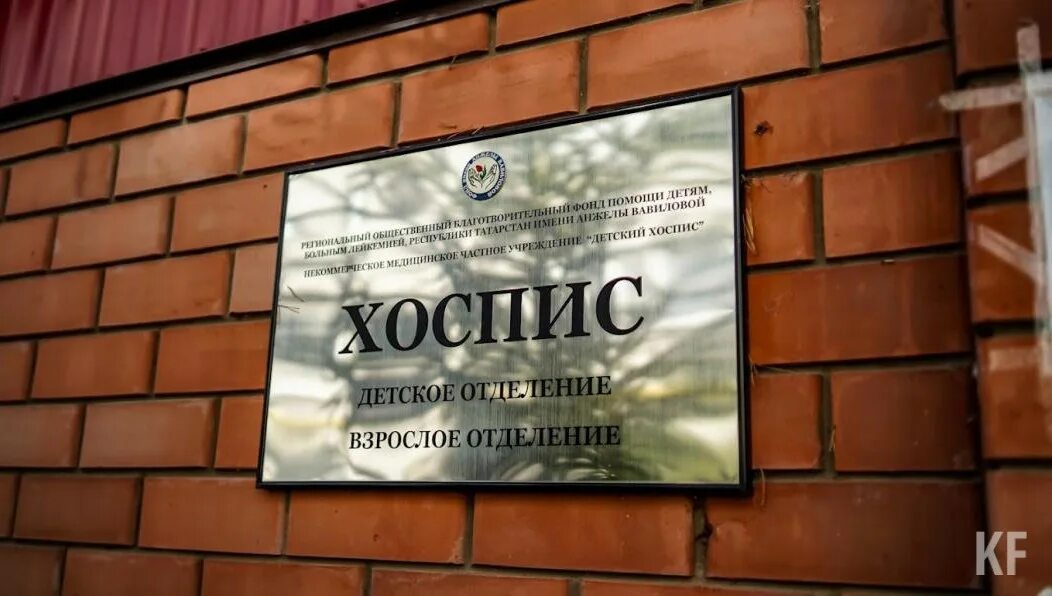 РЕГИОНАЛЬНЫЙ ОБЩЕСТВЕННЫЙ БЛАГОТВОРИТЕЛЬНЫЙ ФОНД ПОМОЩИ ДЕТЯМ,
БОЛЬНЫМ ЛЕЙКЕМИЕЙ, РЕСПУБЛИКИ ТАТАРСТАН ИМЕНИ АНЖЕЛЫ ВАВИЛОВОЙ
НЕКОММЕРЧЕСКОЕ МЕДИЦИНСКОЕ ЧАСТНОЕ УЧРЕЖДЕНИЕ "ДЕТСКИЙ ХОСПИС"
ХОСПИС
ДЕТСКОЕ ОТДЕЛЕНИЕ
ВЗРОСЛОЕ ОТДЕЛЕНИЕ
KF